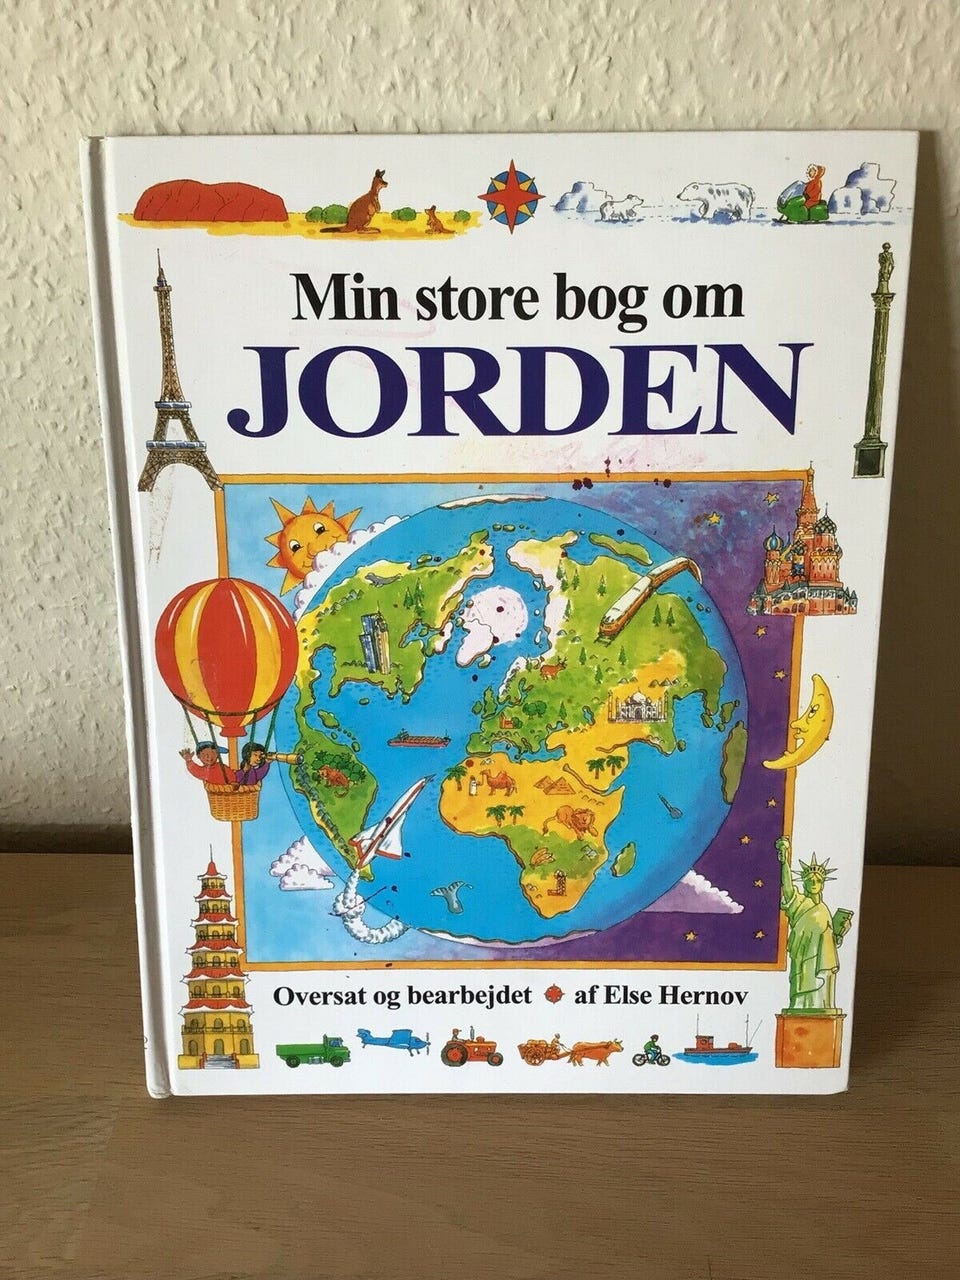 Min store bog om
JORDEN
Oversat og bearbejdet af Else Hernov